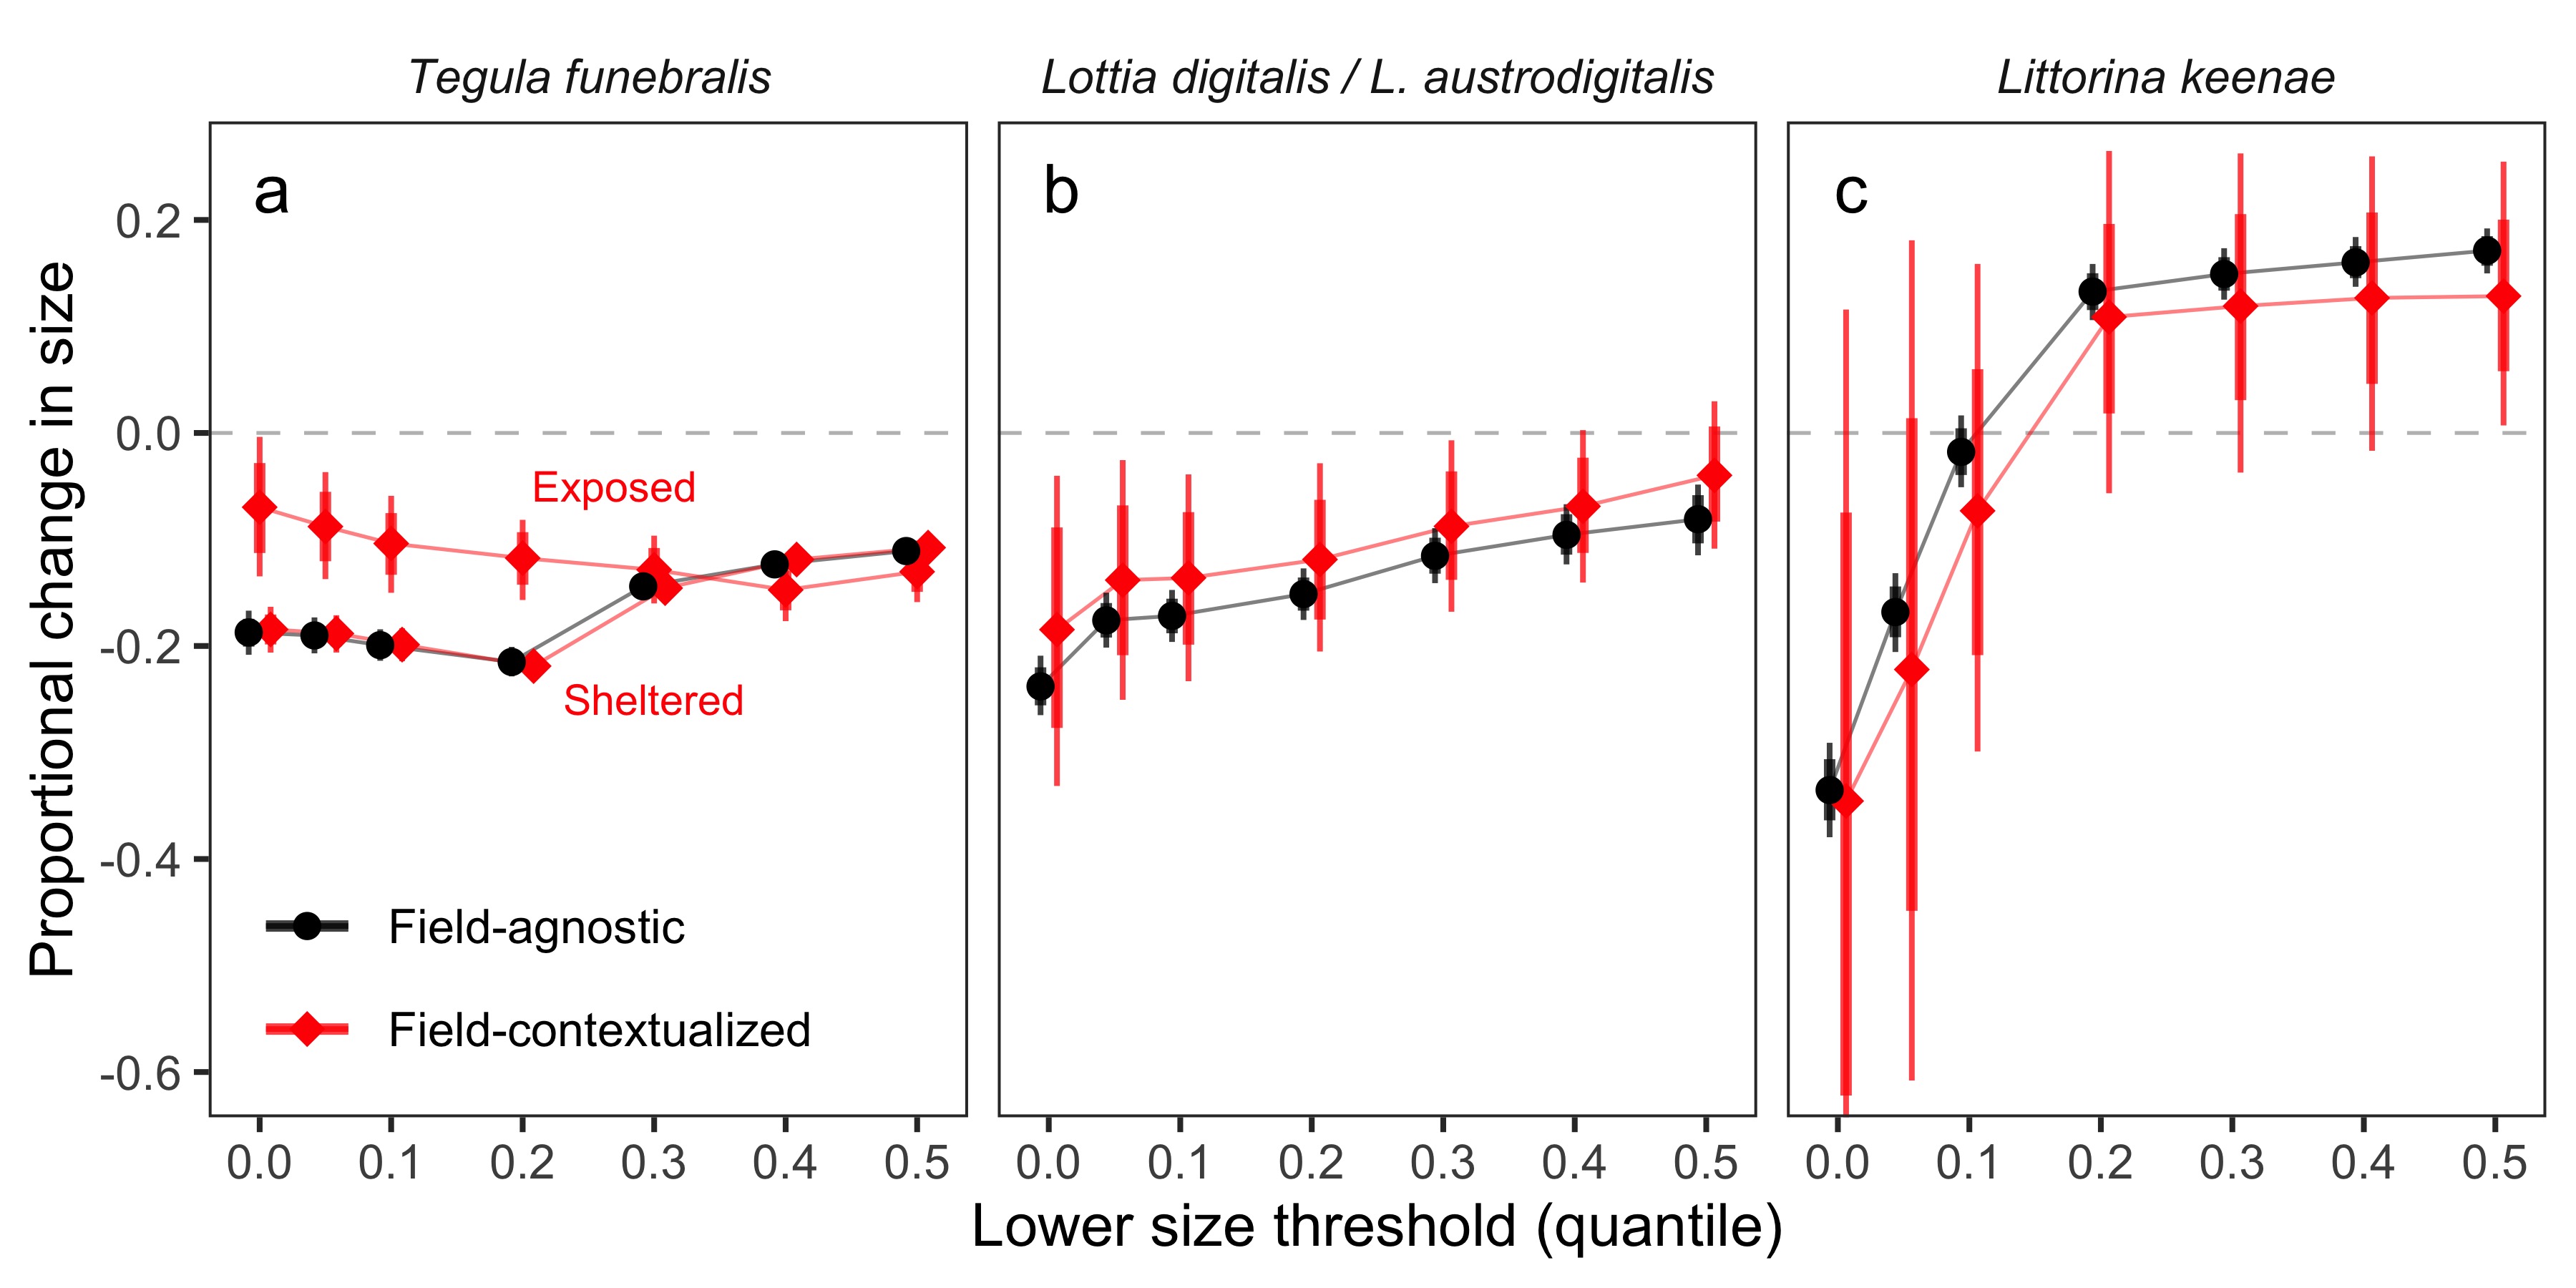 Tegula funebralis
Lottia digitalis / L. austrodigitalis
Littorina keenae
a
b
c
0.2
0.0
-0.2
-0.4
-0.6
Proportional change in size
Exposed
Sheltered
Field-agnostic
Field-contextualized
0.0 0.1 0.2 0.3 0.4 0.5
0.0 0.1 0.2 0.3 0.4 0.5
0.0 0.1 0.2 0.3 0.4 0.5
Lower size threshold (quantile)